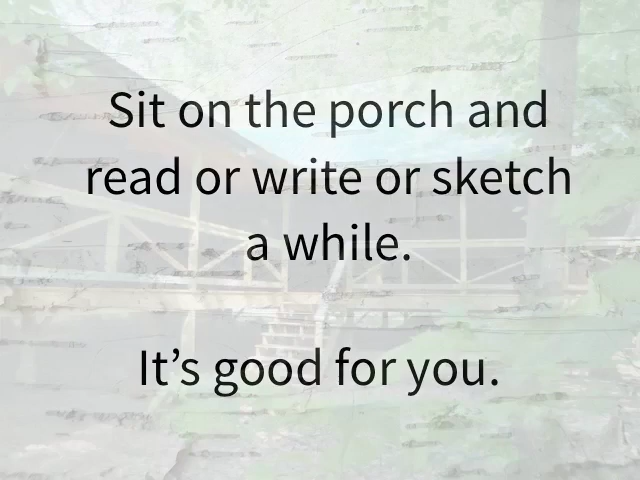 Sit on the porch and
read or write or sketch
a while.
It’s good for you.